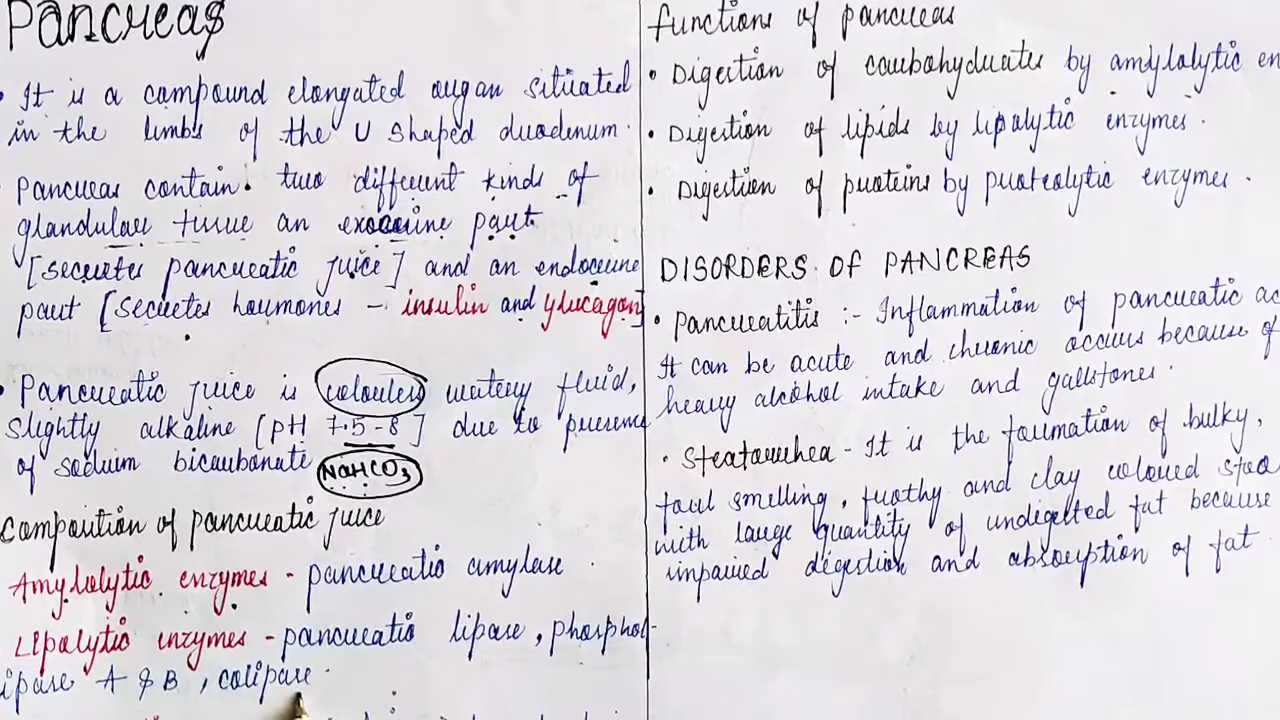 Pancreas
• It is a compound elongated organ situated
in the limbs of the U shaped duodenum.
Pancreas contain two different kinds of
glandular tissue an exocrine part
[secretes pancreatic juice] and an endocrine
part [secretes hormones - insulin and glucagon]
• Pancreatic juice is colourless watery fluid,
slightly alkaline [pH 7.5-8] due to presence
of sodium bicarbonate NaHCO3
Composition of pancreatic juice
Amylolytic enzymes - pancreatic amylase
Lipolytic enzymes - pancreatic lipase, phosphol-
ipase A & B, colipase
functions of pancreas
• Digestion of carbohydrates by amylolytic en
• Digestion of lipids by lipolytic enzymes.
• Digestion of proteins by proteolytic enzymes.
DISORDERS OF PANCREAS
• Pancreatitis :- Inflammation of pancreatic ac
It can be acute and chronic occurs because of
heavy alcohol intake and gallstones.
• Steatorrhea - It is the formation of bulky,
foul smelling, frothy and clay coloured stoo
with large quantity of undigested fat because
impaired digestion and absorption of fat